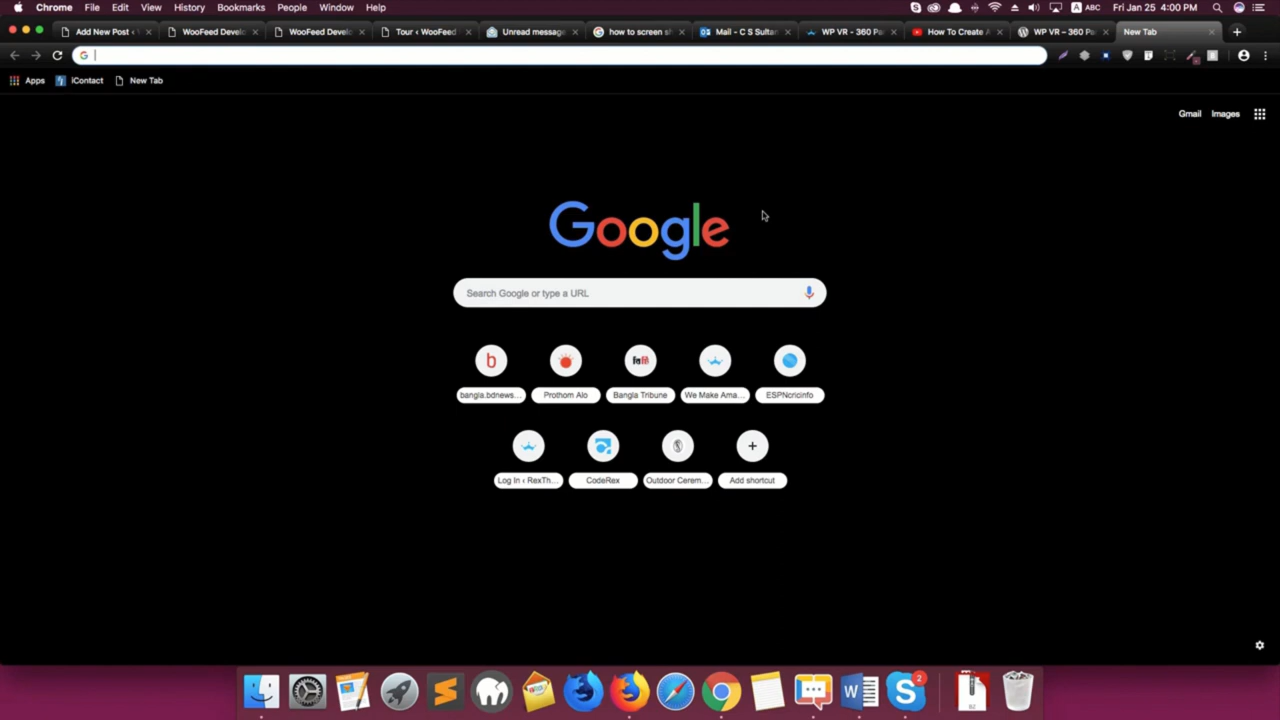 Chrome File Edit View History Bookmarks People Window Help ABC Fri Jan 25 4:00 PM
Add New Post ‹ WooFeed Develo WooFeed Develo Tour ‹ WooFeed Unread message how to screen sh Mail - C S Sultan WP VR - 360 Pa YouTube How To Create WP VR – 360 Pa New Tab
Apps iContact New Tab
Gmail Images
Google
Search Google or type a URL
b
bangla.bdnews... Prothom Alo Bangla Tribune We Make Ama... ESPNcricinfo
Log In ‹ RexTh... CodeRex Outdoor Cerem... Add shortcut
2